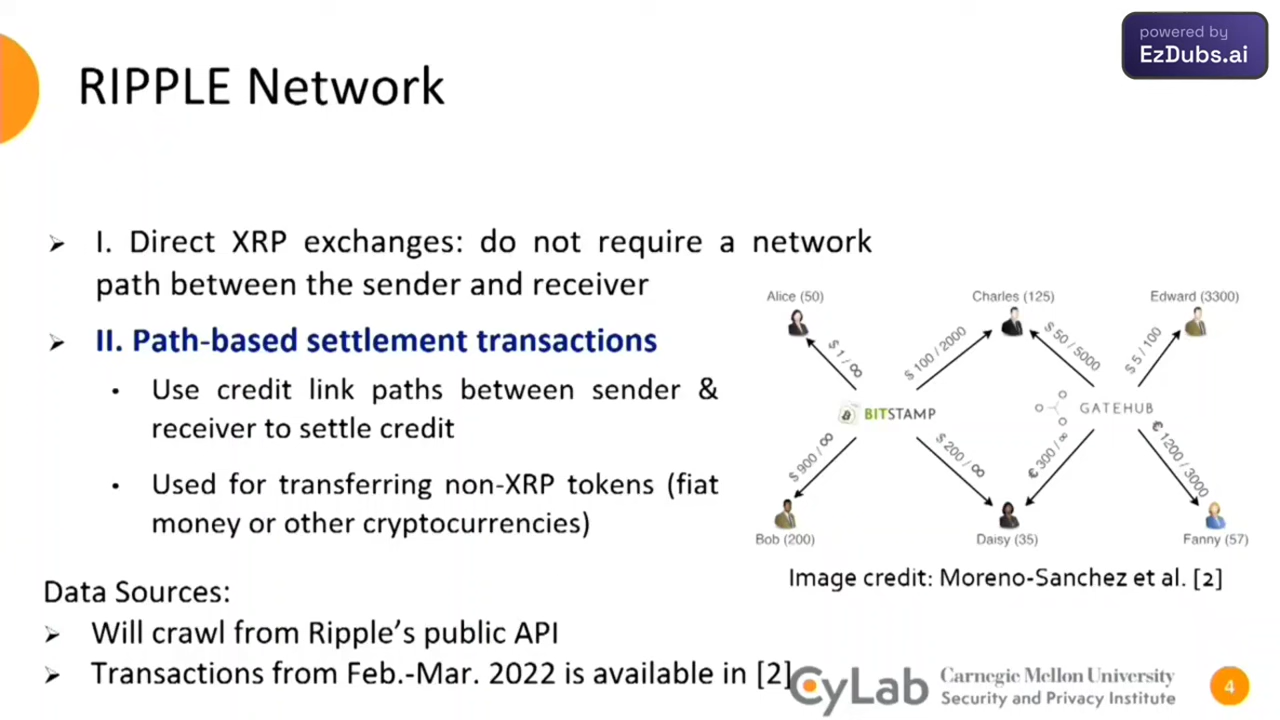 powered by
EzDubs.ai
RIPPLE Network
➢ I. Direct XRP exchanges: do not require a network
path between the sender and receiver
➢ II. Path-based settlement transactions
• Use credit link paths between sender &
receiver to settle credit
• Used for transferring non-XRP tokens (fiat
money or other cryptocurrencies)
Data Sources:
➢ Will crawl from Ripple's public API
➢ Transactions from Feb.-Mar. 2022 is available in [2]
Alice (50)
Charles (125)
Edward (3300)
$ 1 / ∞
$ 100 / 2000
$ 50 / 5000
$ 5 / 100
BITSTAMP
GATEHUB
$ 900 / ∞
$ 200 / ∞
€ 300 / ∞
€ 1200 / 3000
Bob (200)
Daisy (35)
Fanny (57)
Image credit: Moreno-Sanchez et al. [2]
CyLab
Carnegie Mellon University
Security and Privacy Institute
4